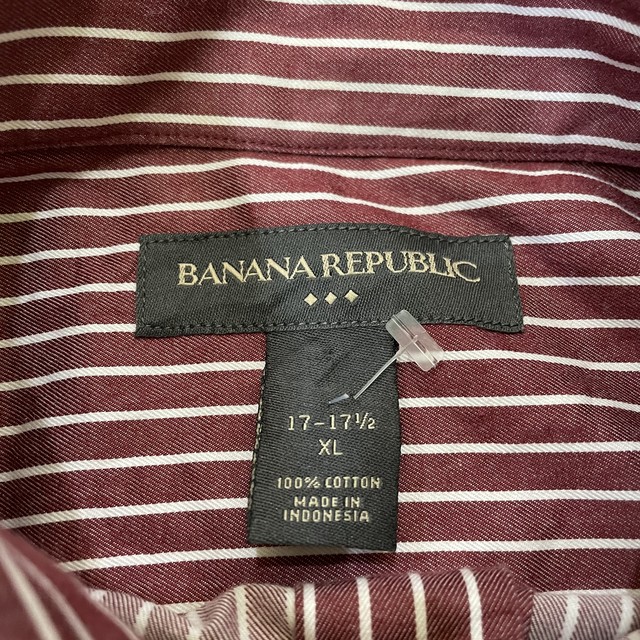 BANANA REPUBLIC
17-17½
XL
100% COTTON
MADE IN
INDONESIA